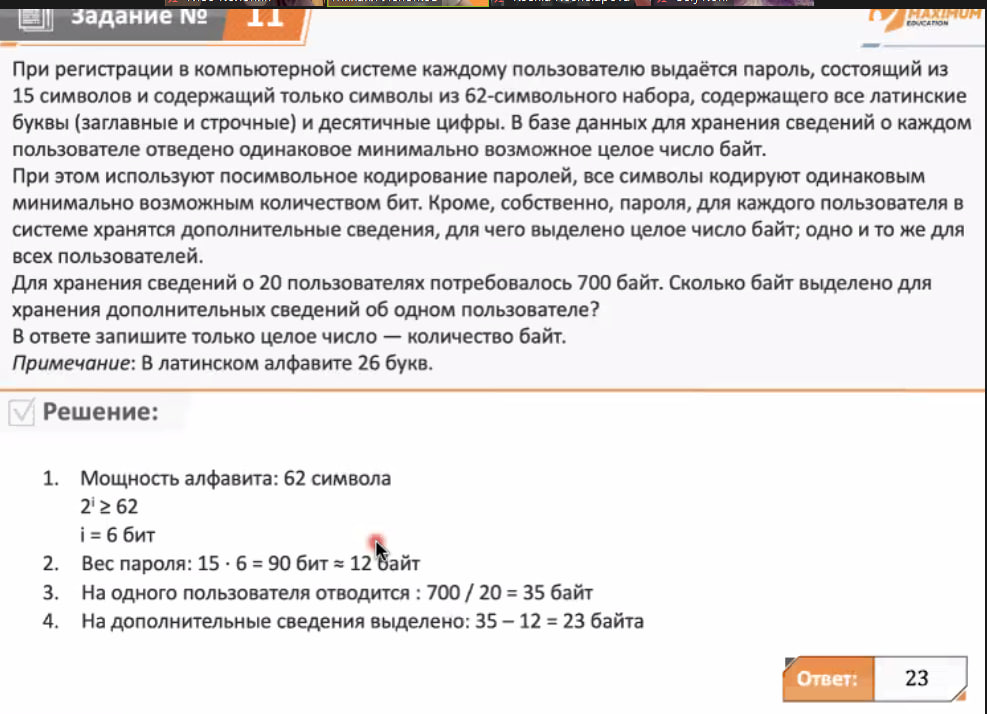 Задание № 11
MAXIMUM
EDUCATION
При регистрации в компьютерной системе каждому пользователю выдаётся пароль, состоящий из
15 символов и содержащий только символы из 62-символьного набора, содержащего все латинские
буквы (заглавные и строчные) и десятичные цифры. В базе данных для хранения сведений о каждом
пользователе отведено одинаковое минимально возможное целое число байт.
При этом используют посимвольное кодирование паролей, все символы кодируют одинаковым
минимально возможным количеством бит. Кроме, собственно, пароля, для каждого пользователя в
системе хранятся дополнительные сведения, для чего выделено целое число байт; одно и то же для
всех пользователей.
Для хранения сведений о 20 пользователях потребовалось 700 байт. Сколько байт выделено для
хранения дополнительных сведений об одном пользователе?
В ответе запишите только целое число — количество байт.
Примечание: В латинском алфавите 26 букв.
Решение:
1. Мощность алфавита: 62 символа
2ⁱ ≥ 62
i = 6 бит
2. Вес пароля: 15 · 6 = 90 бит ≈ 12 байт
3. На одного пользователя отводится : 700 / 20 = 35 байт
4. На дополнительные сведения выделено: 35 – 12 = 23 байта
Ответ: 23